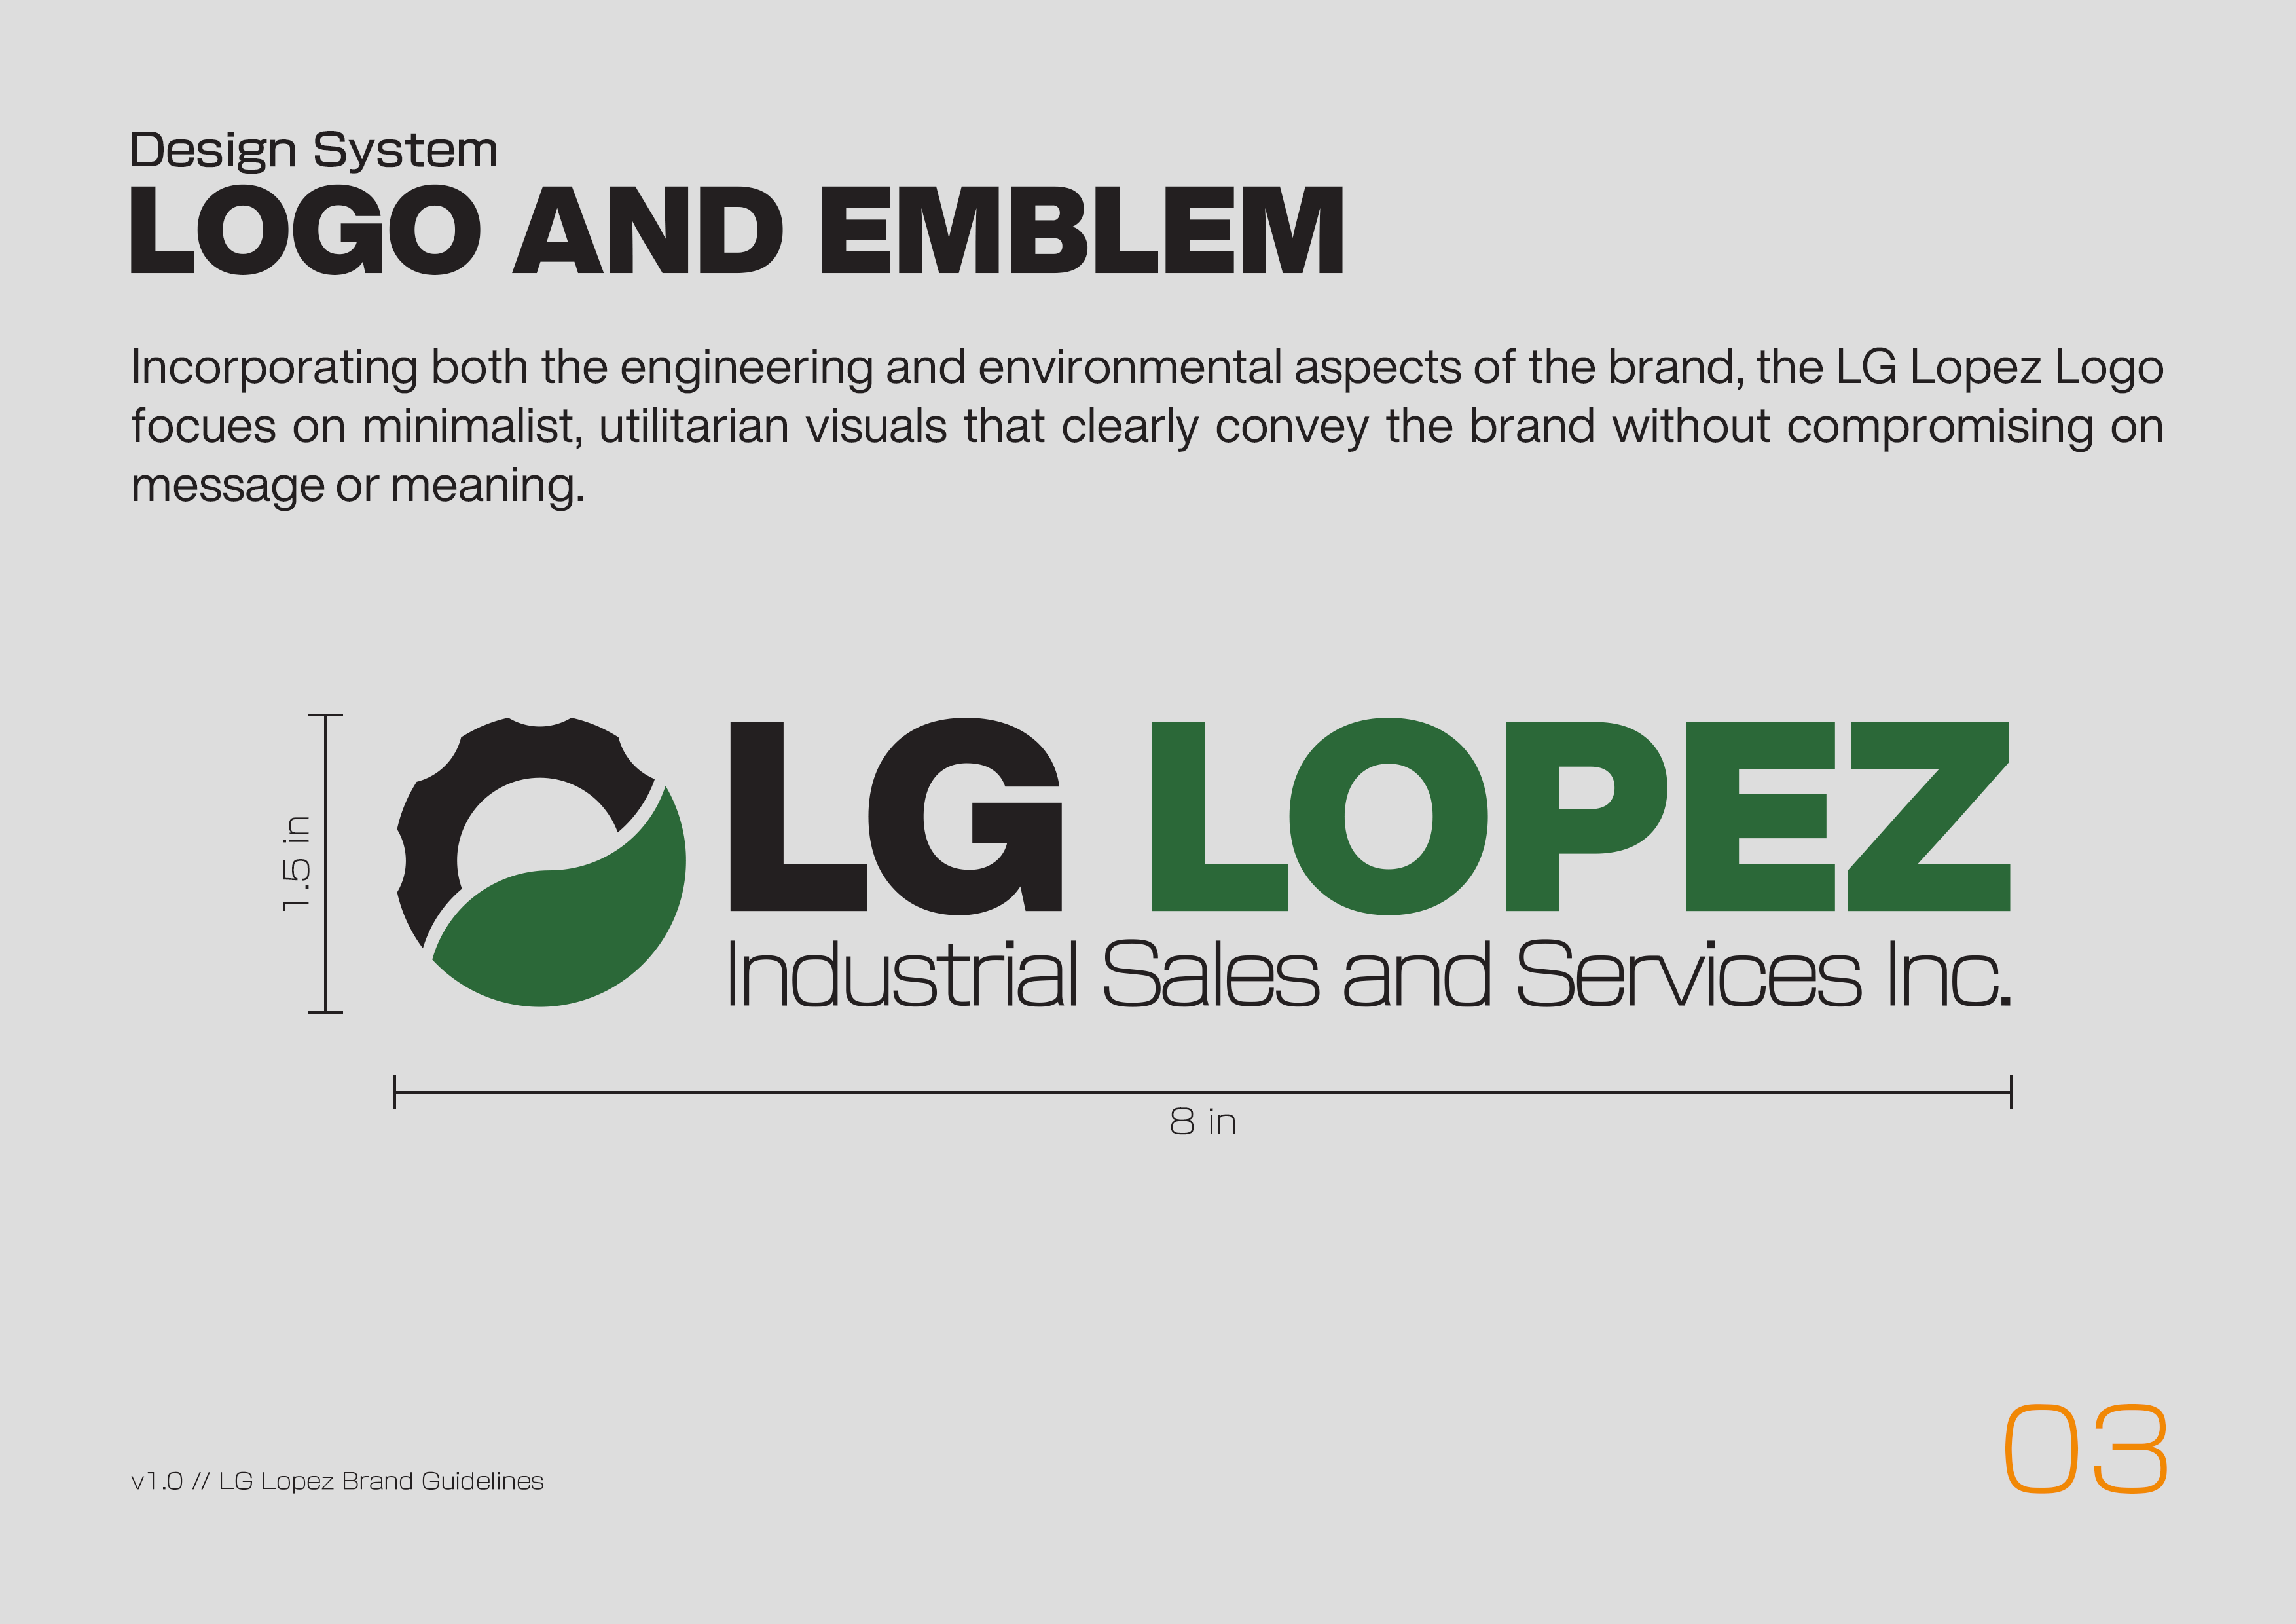 Design System
LOGO AND EMBLEM
Incorporating both the engineering and environmental aspects of the brand, the LG Lopez Logo
focues on minimalist, utilitarian visuals that clearly convey the brand without compromising on
message or meaning.
1.5 in
LG LOPEZ
Industrial Sales and Services Inc.
8 in
v1.0 // LG Lopez Brand Guidelines
03